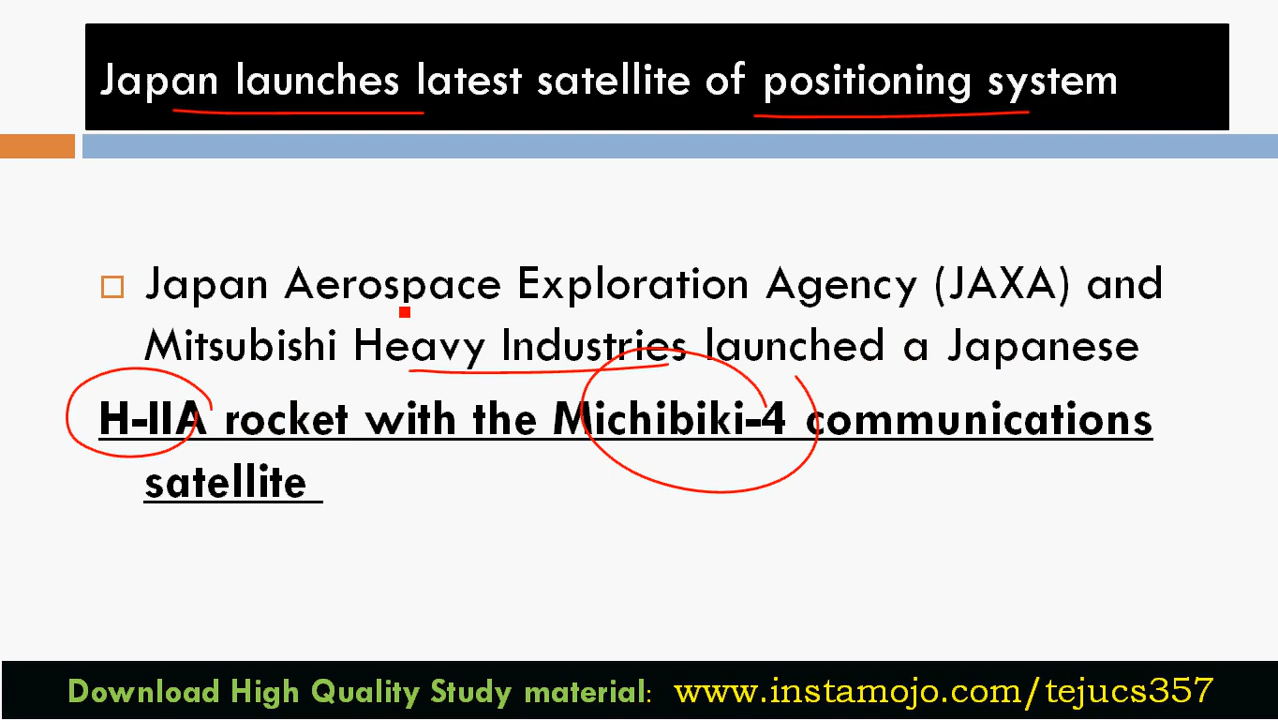 Japan launches latest satellite of positioning system
Japan Aerospace Exploration Agency (JAXA) and
Mitsubishi Heavy Industries launched a Japanese
H-IIA rocket with the Michibiki-4 communications
satellite
Download High Quality Study material: www.instamojo.com/tejucs357